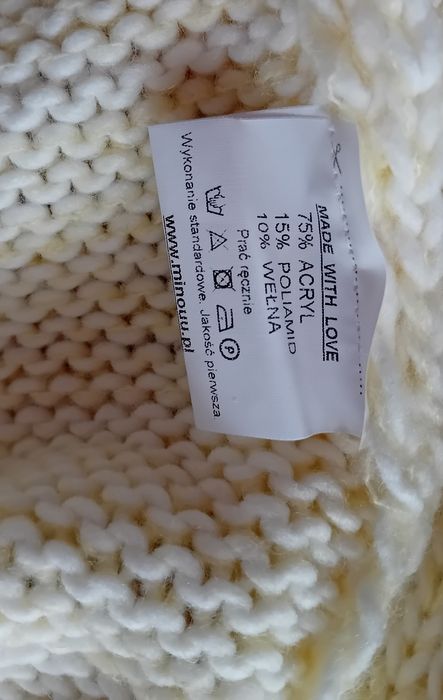 MADE WITH LOVE
75% ACRYL
15% POLIAMID
10% WEŁNA
Prać ręcznie
P
Wykonanie standardowe. Jakość pierwsza
www.minouu.pl